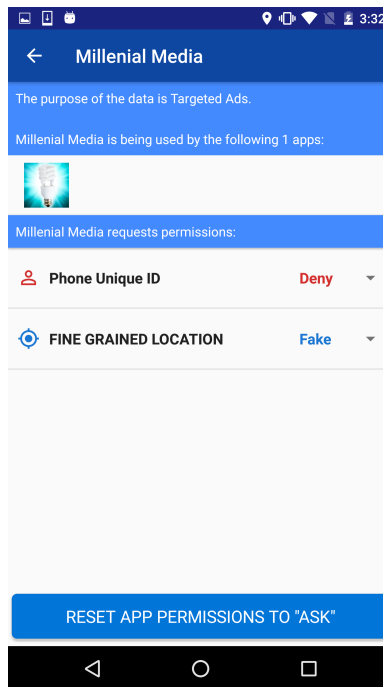 3:32
Millenial Media
The purpose of the data is Targeted Ads.
Millenial Media is being used by the following 1 apps:
Millenial Media requests permissions:
Phone Unique ID Deny
FINE GRAINED LOCATION Fake
RESET APP PERMISSIONS TO "ASK"